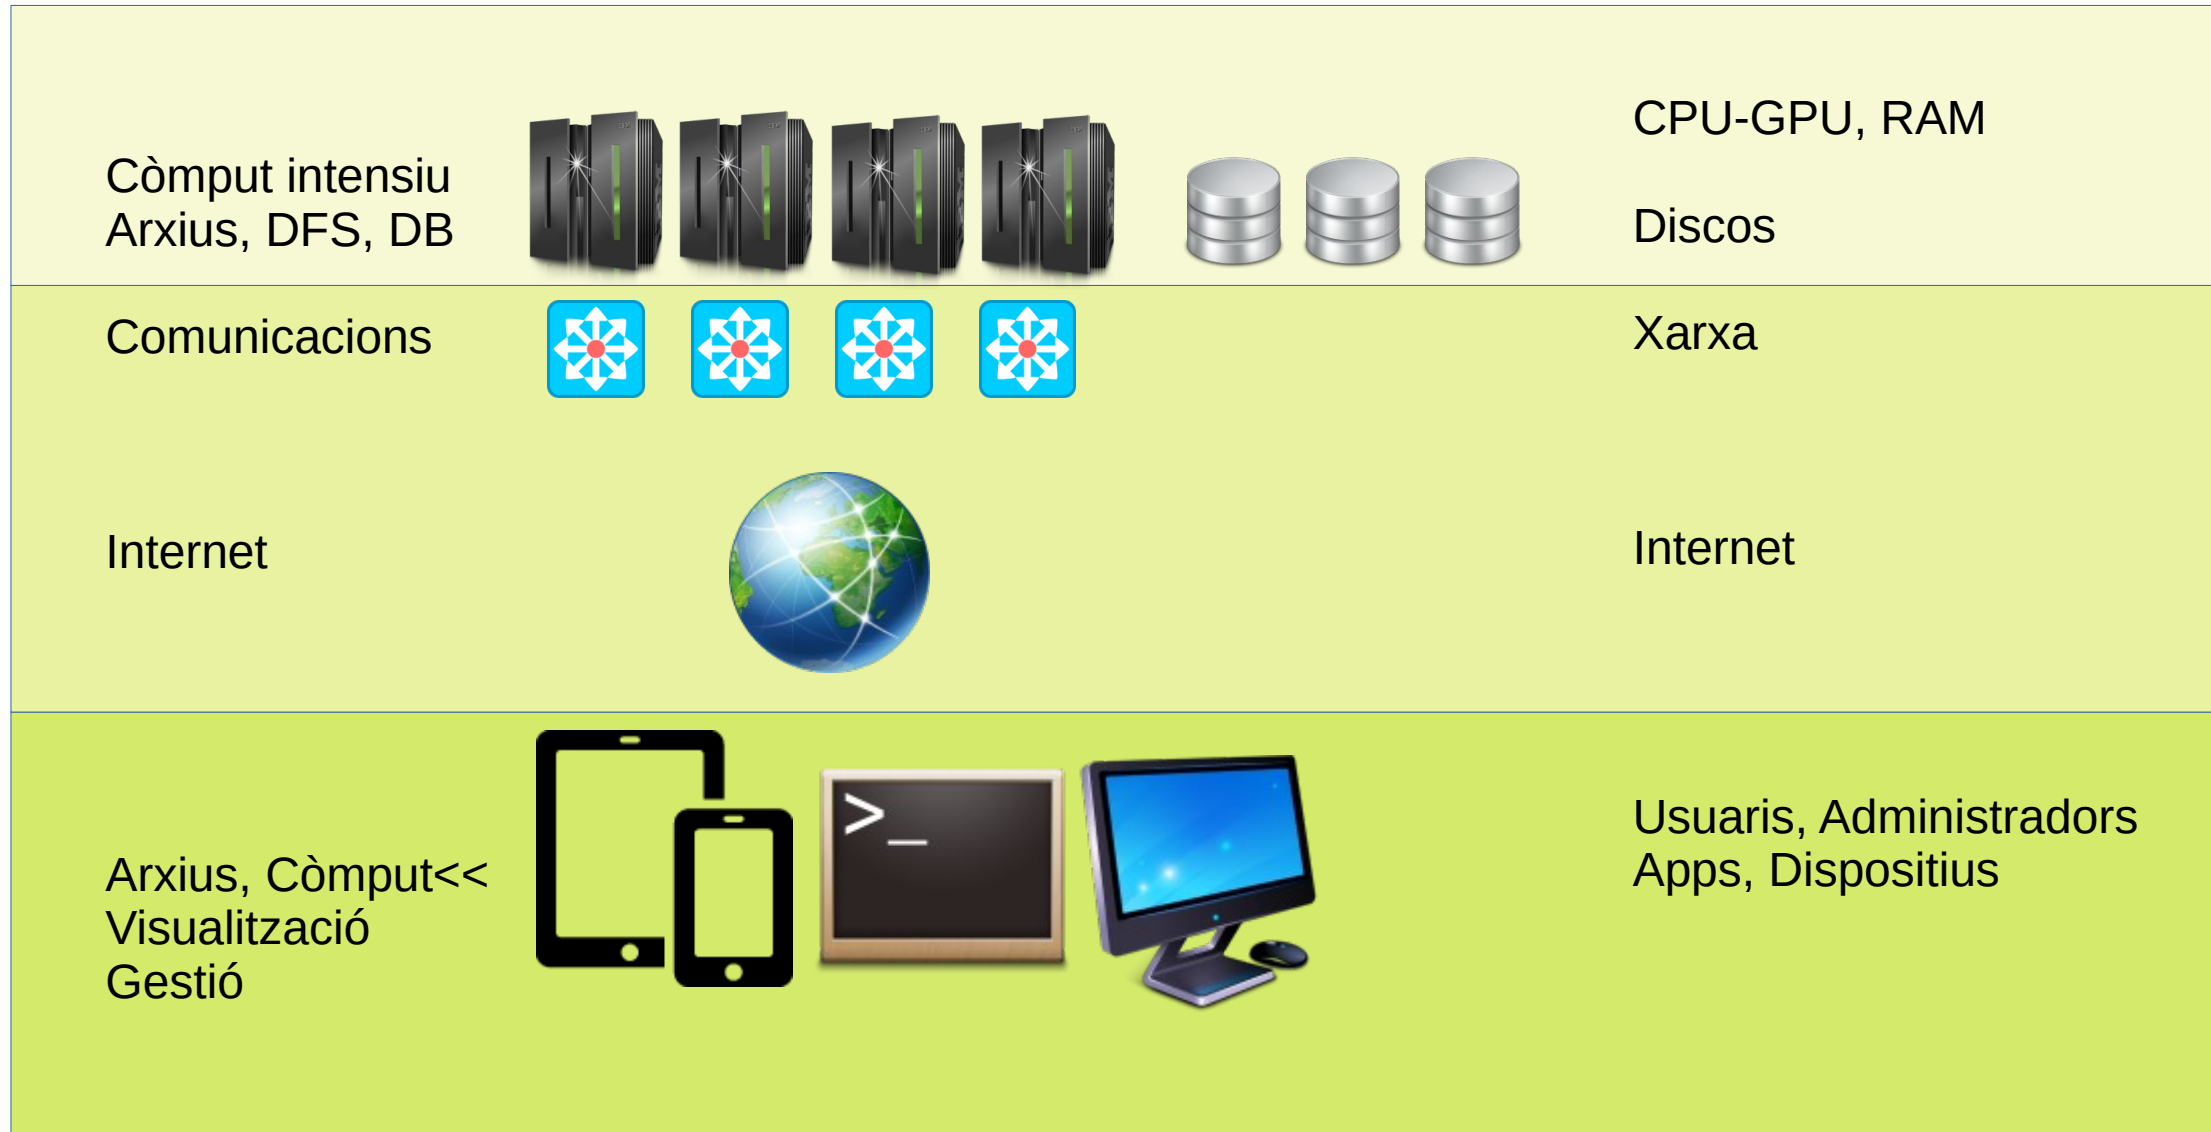 CPU-GPU, RAM
Còmput intensiu
Arxius, DFS, DB
Discos
Comunicacions
Xarxa
Internet
Internet
>_
Usuaris, Administradors
Apps, Dispositius
Arxius, Còmput<<
Visualització
Gestió